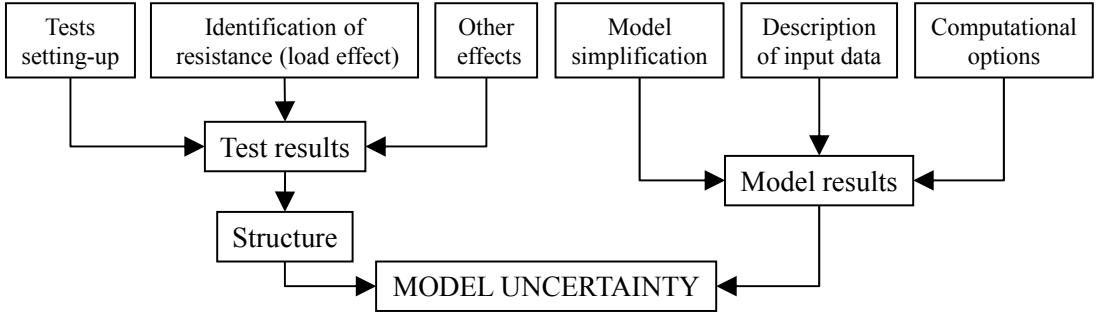 Tests
setting-up
Identification of
resistance (load effect)
Other
effects
Model
simplification
Description
of input data
Computational
options
Test results
Model results
Structure
MODEL UNCERTAINTY